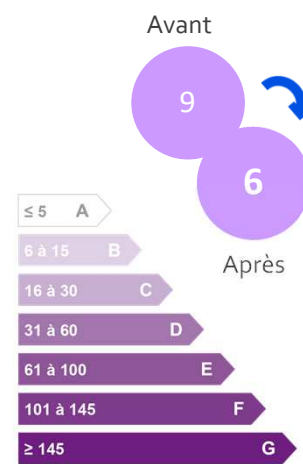 Avant
9
6
Après
≤ 5 A
6 à 15 B
16 à 30 C
31 à 60 D
61 à 100 E
101 à 145 F
≥ 145 G